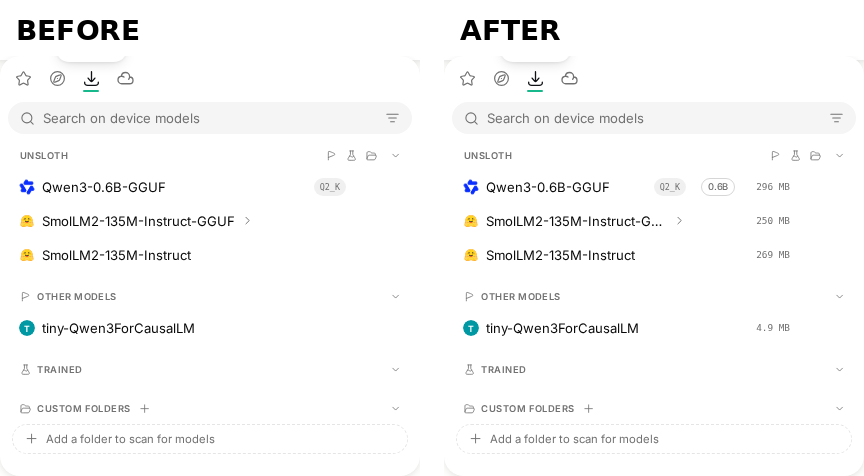 BEFORE
Search on device models
UNSLOTH
Qwen3-0.6B-GGUF Q2_K
SmolLM2-135M-Instruct-GGUF
SmolLM2-135M-Instruct
OTHER MODELS
T tiny-Qwen3ForCausalLM
TRAINED
CUSTOM FOLDERS
Add a folder to scan for models
AFTER
Search on device models
UNSLOTH
Qwen3-0.6B-GGUF Q2_K 0.6B 296 MB
SmolLM2-135M-Instruct-G... 250 MB
SmolLM2-135M-Instruct 269 MB
OTHER MODELS
T tiny-Qwen3ForCausalLM 4.9 MB
TRAINED
CUSTOM FOLDERS
Add a folder to scan for models